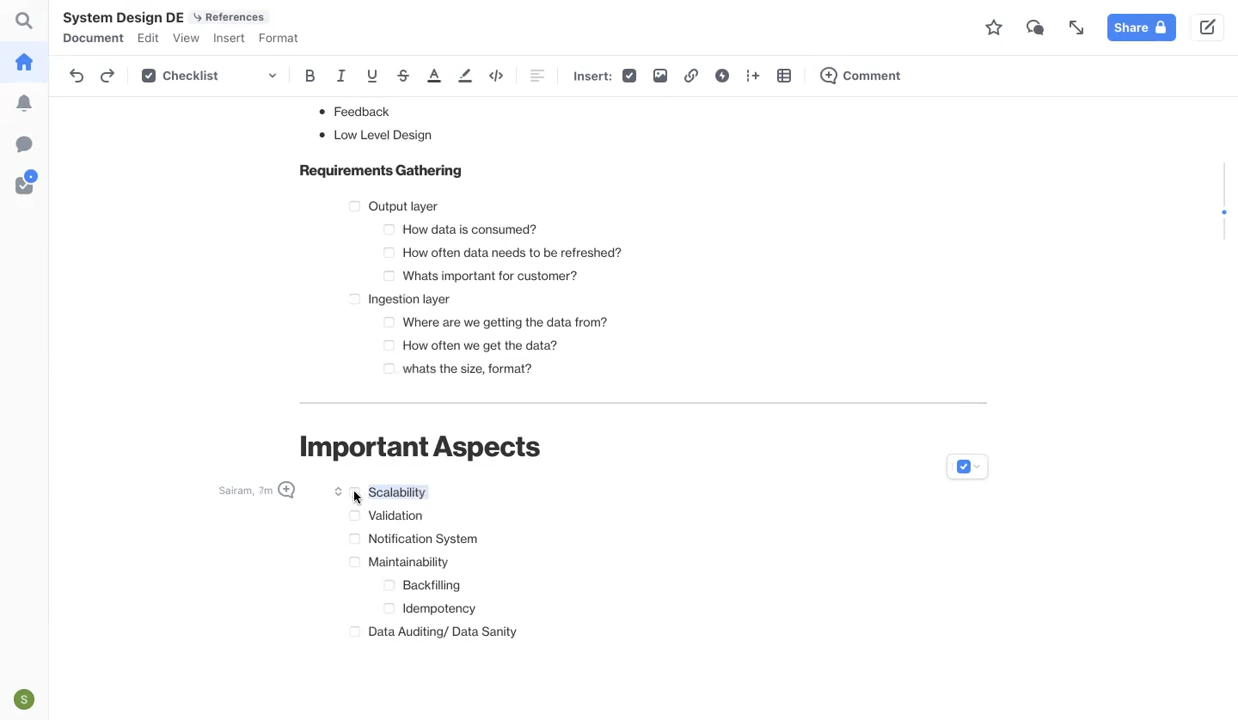 System Design DE ↳ References
Document Edit View Insert Format
Share
Checklist
B I U S A
Insert:
Comment
Feedback
Low Level Design
Requirements Gathering
Output layer
How data is consumed?
How often data needs to be refreshed?
Whats important for customer?
Ingestion layer
Where are we getting the data from?
How often we get the data?
whats the size, format?
Important Aspects
Sairam, 7m
Scalability
Validation
Notification System
Maintainability
Backfilling
Idempotency
Data Auditing/ Data Sanity
S